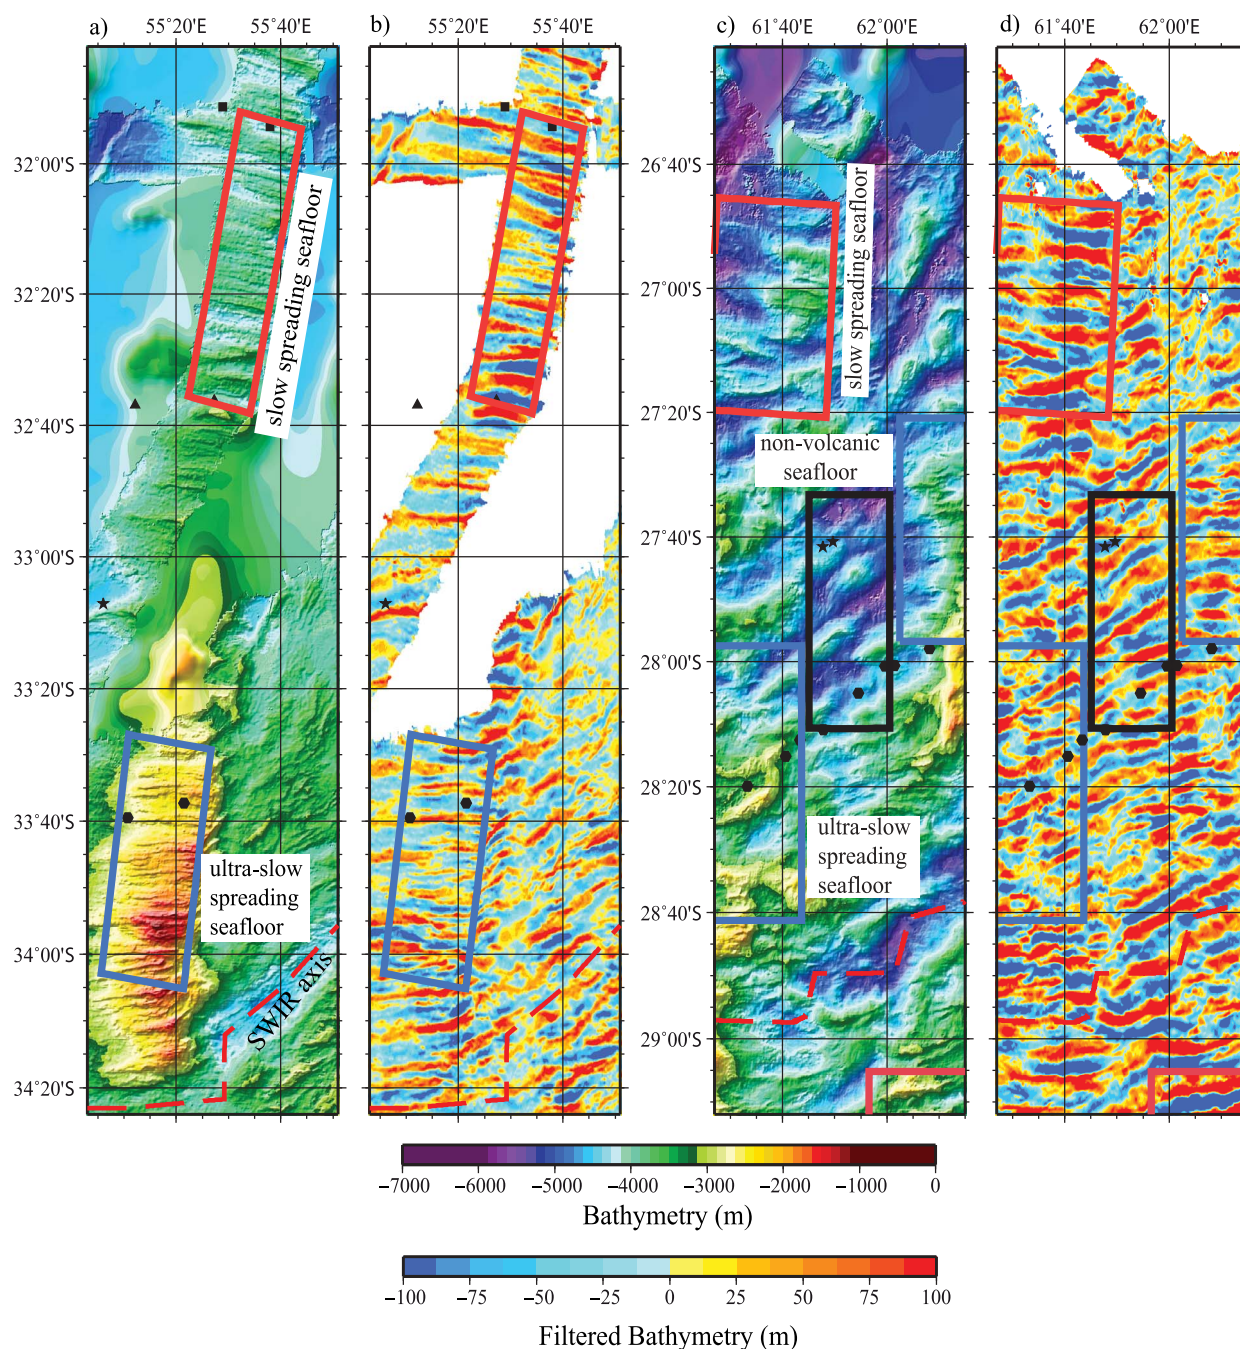 a)
55°20'E
55°40'E
b)
55°20'E
55°40'E
c)
61°40'E
62°00'E
d)
61°40'E
62°00'E
32°00'S
32°20'S
32°40'S
33°00'S
33°20'S
33°40'S
34°00'S
34°20'S
26°40'S
27°00'S
27°20'S
27°40'S
28°00'S
28°20'S
28°40'S
29°00'S
slow spreading seafloor
ultra-slow
spreading
seafloor
SWIR axis
slow spreading seafloor
non-volcanic
seafloor
ultra-slow
spreading
seafloor
−7000 −6000 −5000 −4000 −3000 −2000 −1000 0
Bathymetry (m)
−100 −75 −50 −25 0 25 50 75 100
Filtered Bathymetry (m)